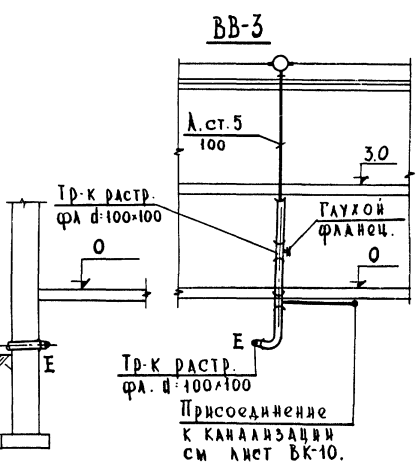 ВВ-3
Л. ст. 5
100
3.0
Тр-к растр.
фл d=100×100
Глухой
фланец.
0
0
Е
Е
Тр-к растр.
фл. d=100×100
Присоединение
к канализации
см лист ВК-10.